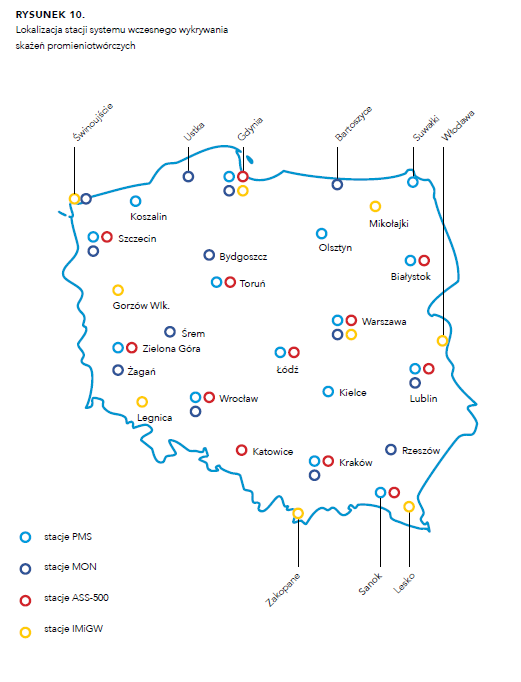 RYSUNEK 10.
Lokalizacja stacji systemu wczesnego wykrywania
skażeń promieniotwórczych
Świnoujście
Ustka
Gdynia
Bartoszyce
Suwałki
Włodawa
Koszalin
Mikołajki
Szczecin
Olsztyn
Bydgoszcz
Białystok
Toruń
Gorzów Wlk.
Warszawa
Śrem
Zielona Góra
Łódź
Żagań
Kielce
Lublin
Wrocław
Legnica
Katowice
Rzeszów
Kraków
stacje PMS
stacje MON
Zakopane
Sanok
Lesko
stacje ASS-500
stacje IMiGW